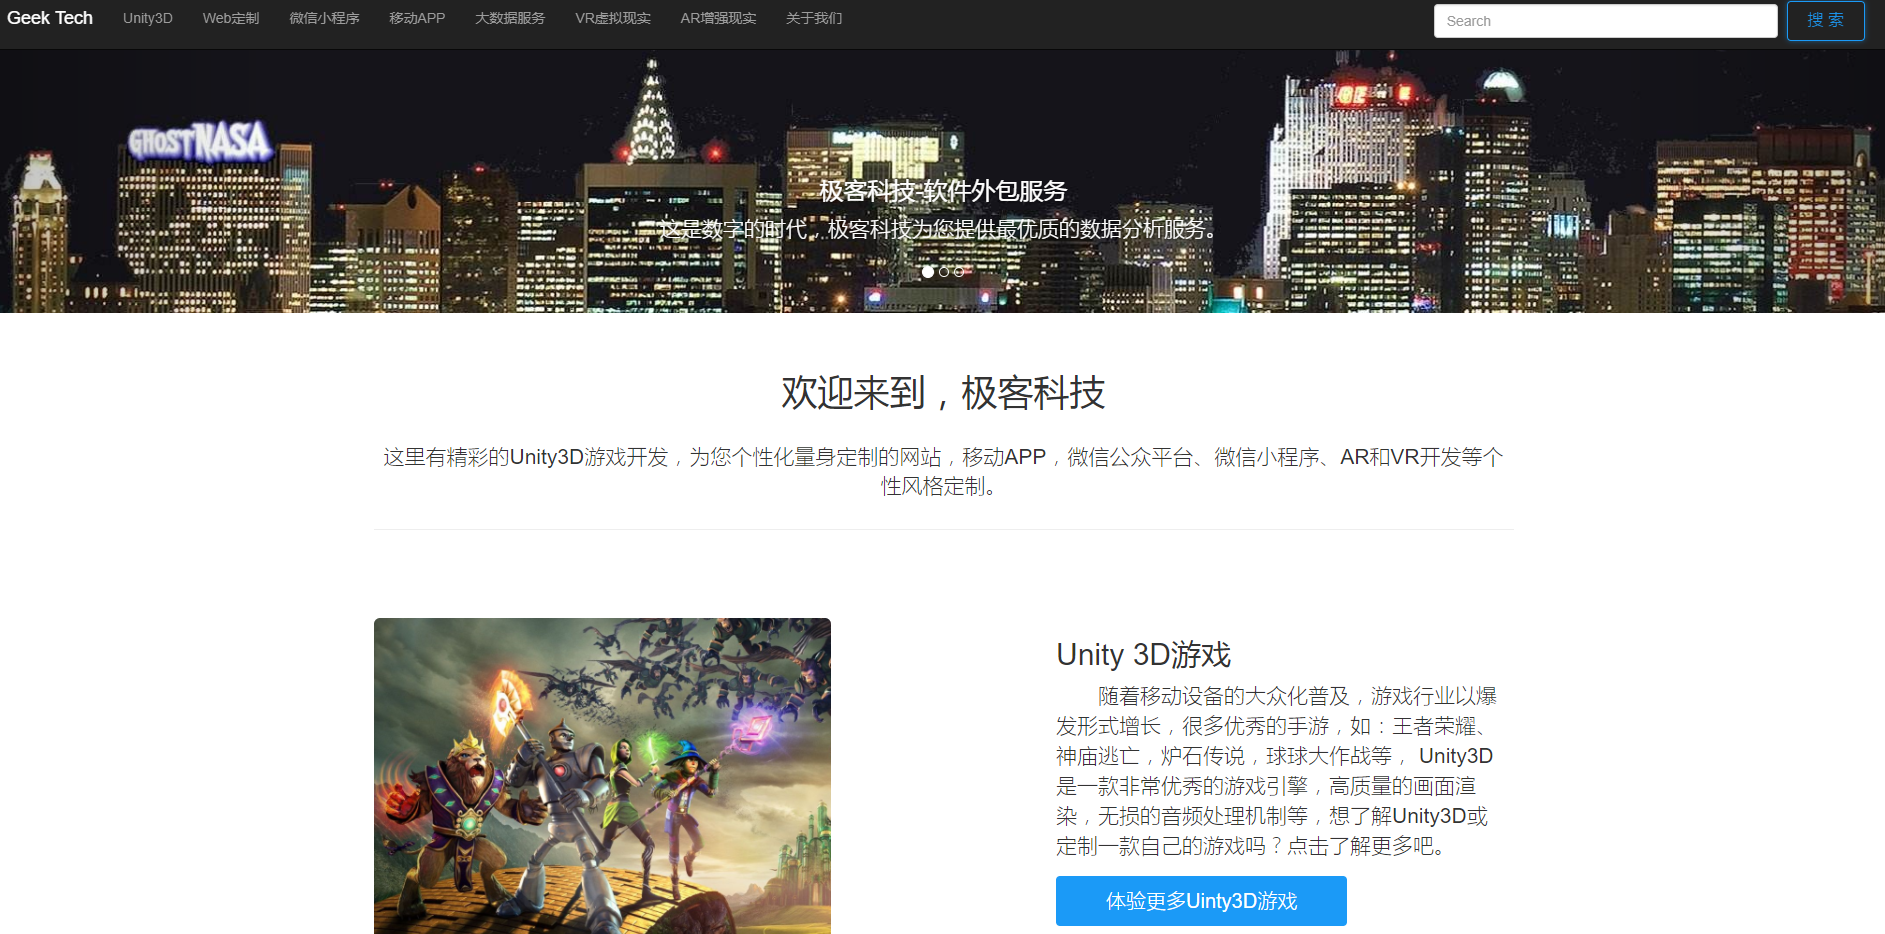 Geek Tech Unity3D Web定制 微信小程序 移动APP 大数据服务 VR虚拟现实 AR增强现实 关于我们 Search 搜 索
GHOSTNASA
极客科技-软件外包服务
这是数字的时代，极客科技为您提供最优质的数据分析服务。
欢迎来到，极客科技
这里有精彩的Unity3D游戏开发，为您个性化量身定制的网站，移动APP，微信公众平台、微信小程序、AR和VR开发等个
性风格定制。
Unity 3D游戏
随着移动设备的大众化普及，游戏行业以爆
发形式增长，很多优秀的手游，如：王者荣耀、
神庙逃亡，炉石传说，球球大作战等， Unity3D
是一款非常优秀的游戏引擎，高质量的画面渲
染，无损的音频处理机制等，想了解Unity3D或
定制一款自己的游戏吗？点击了解更多吧。
体验更多Uinty3D游戏